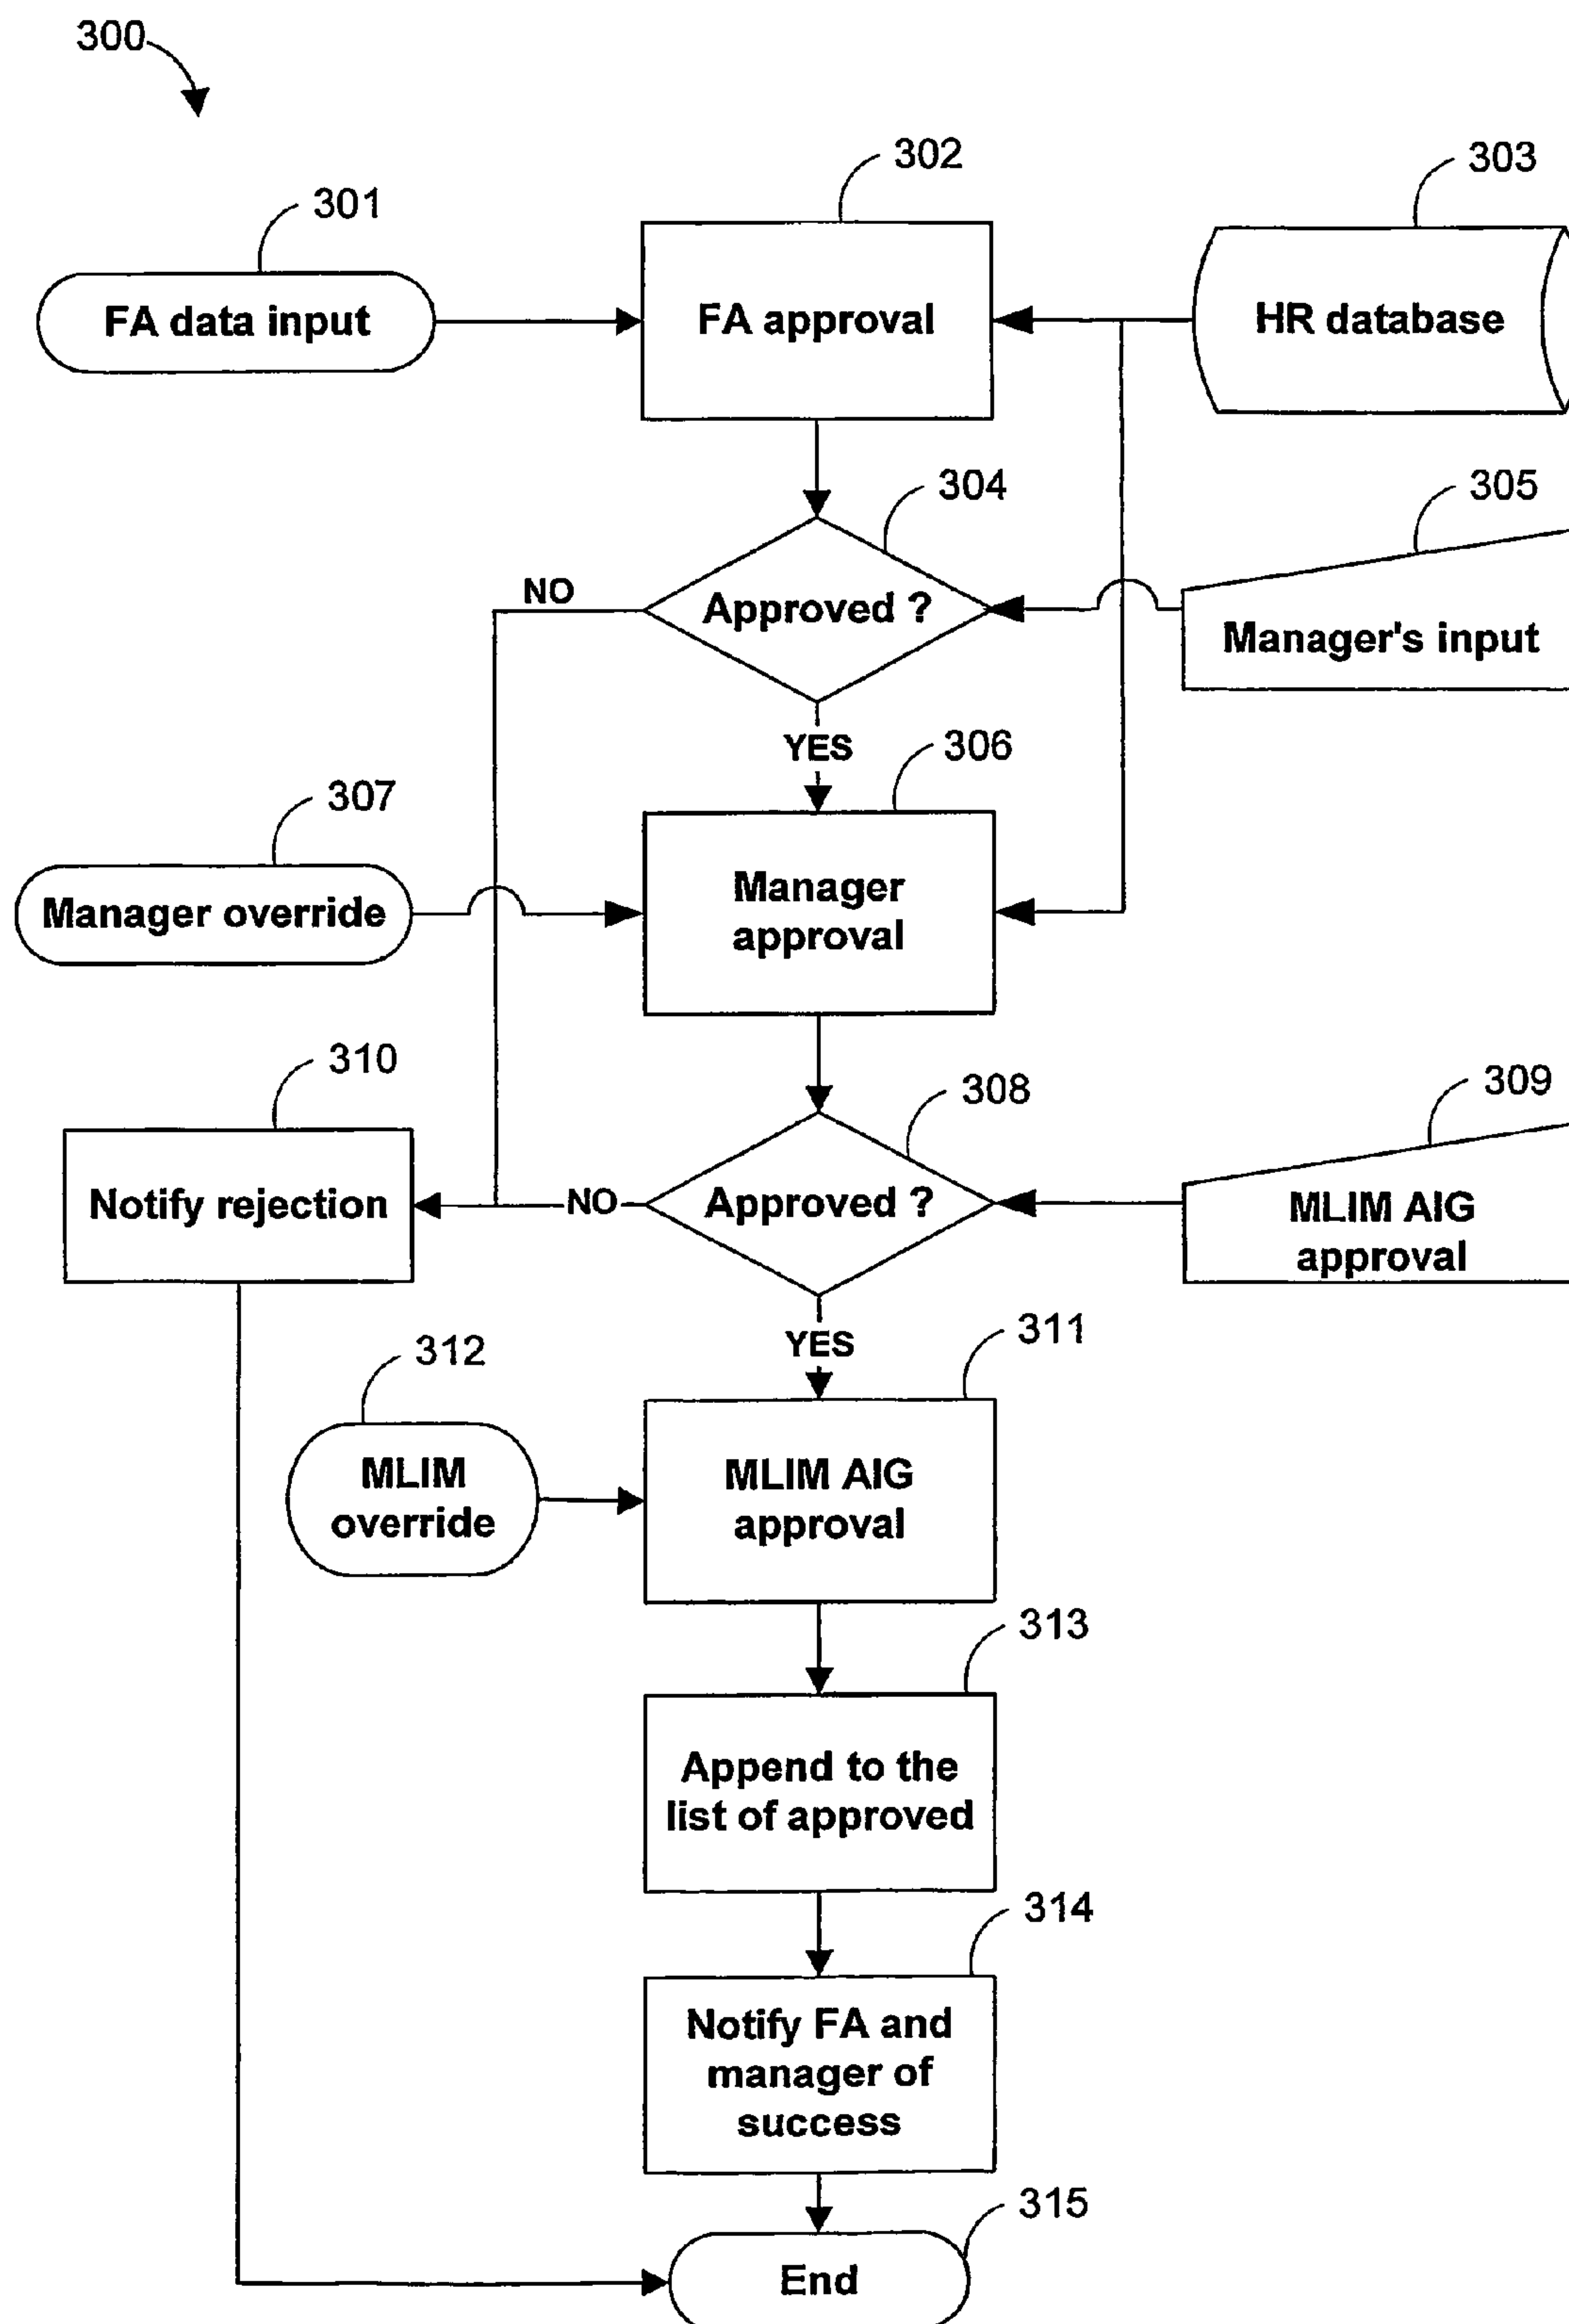 300
302
303
301
FA data input
FA approval
HR database
304
305
NO
Approved ?
Manager's input
YES
306
307
Manager override
Manager
approval
310
308
309
Notify rejection
NO
Approved ?
MLIM AIG
approval
YES
311
312
MLIM
override
MLIM AIG
approval
313
Append to the
list of approved
314
Notify FA and
manager of
success
315
End